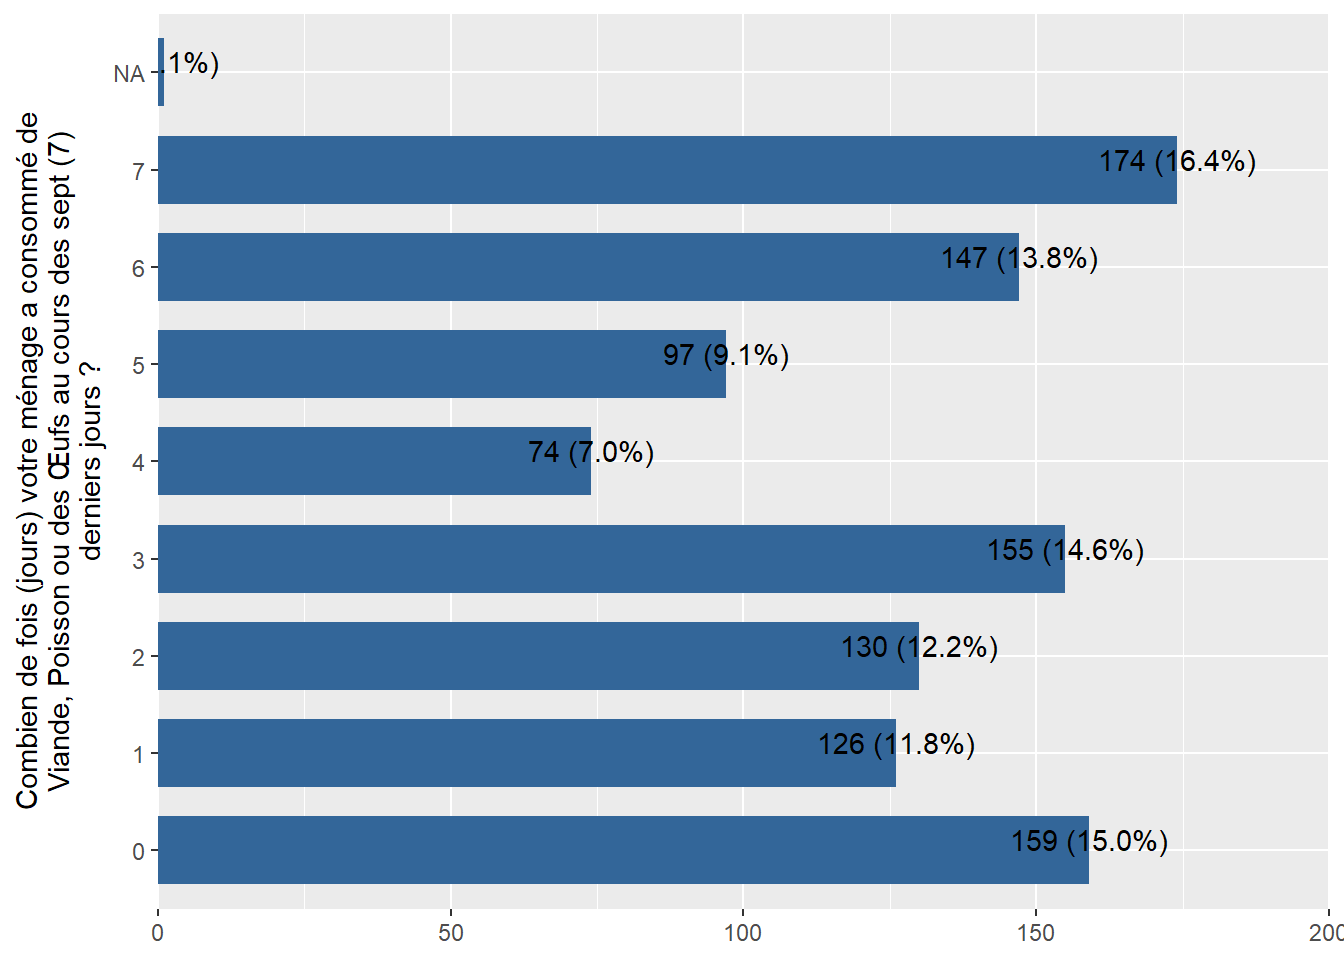 Combien de fois (jours) votre ménage a consommé de
Viande, Poisson ou des Œufs au cours des sept (7)
derniers jours ?
NA .1%)
7 174 (16.4%)
6 147 (13.8%)
5 97 (9.1%)
4 74 (7.0%)
3 155 (14.6%)
2 130 (12.2%)
1 126 (11.8%)
0 159 (15.0%)
0 50 100 150 200